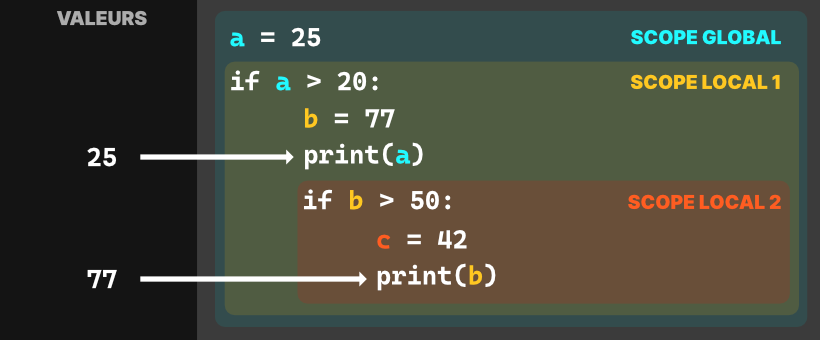 VALEURS
a = 25 SCOPE GLOBAL
if a > 20: SCOPE LOCAL 1
b = 77
25 print(a)
if b > 50: SCOPE LOCAL 2
c = 42
77 print(b)